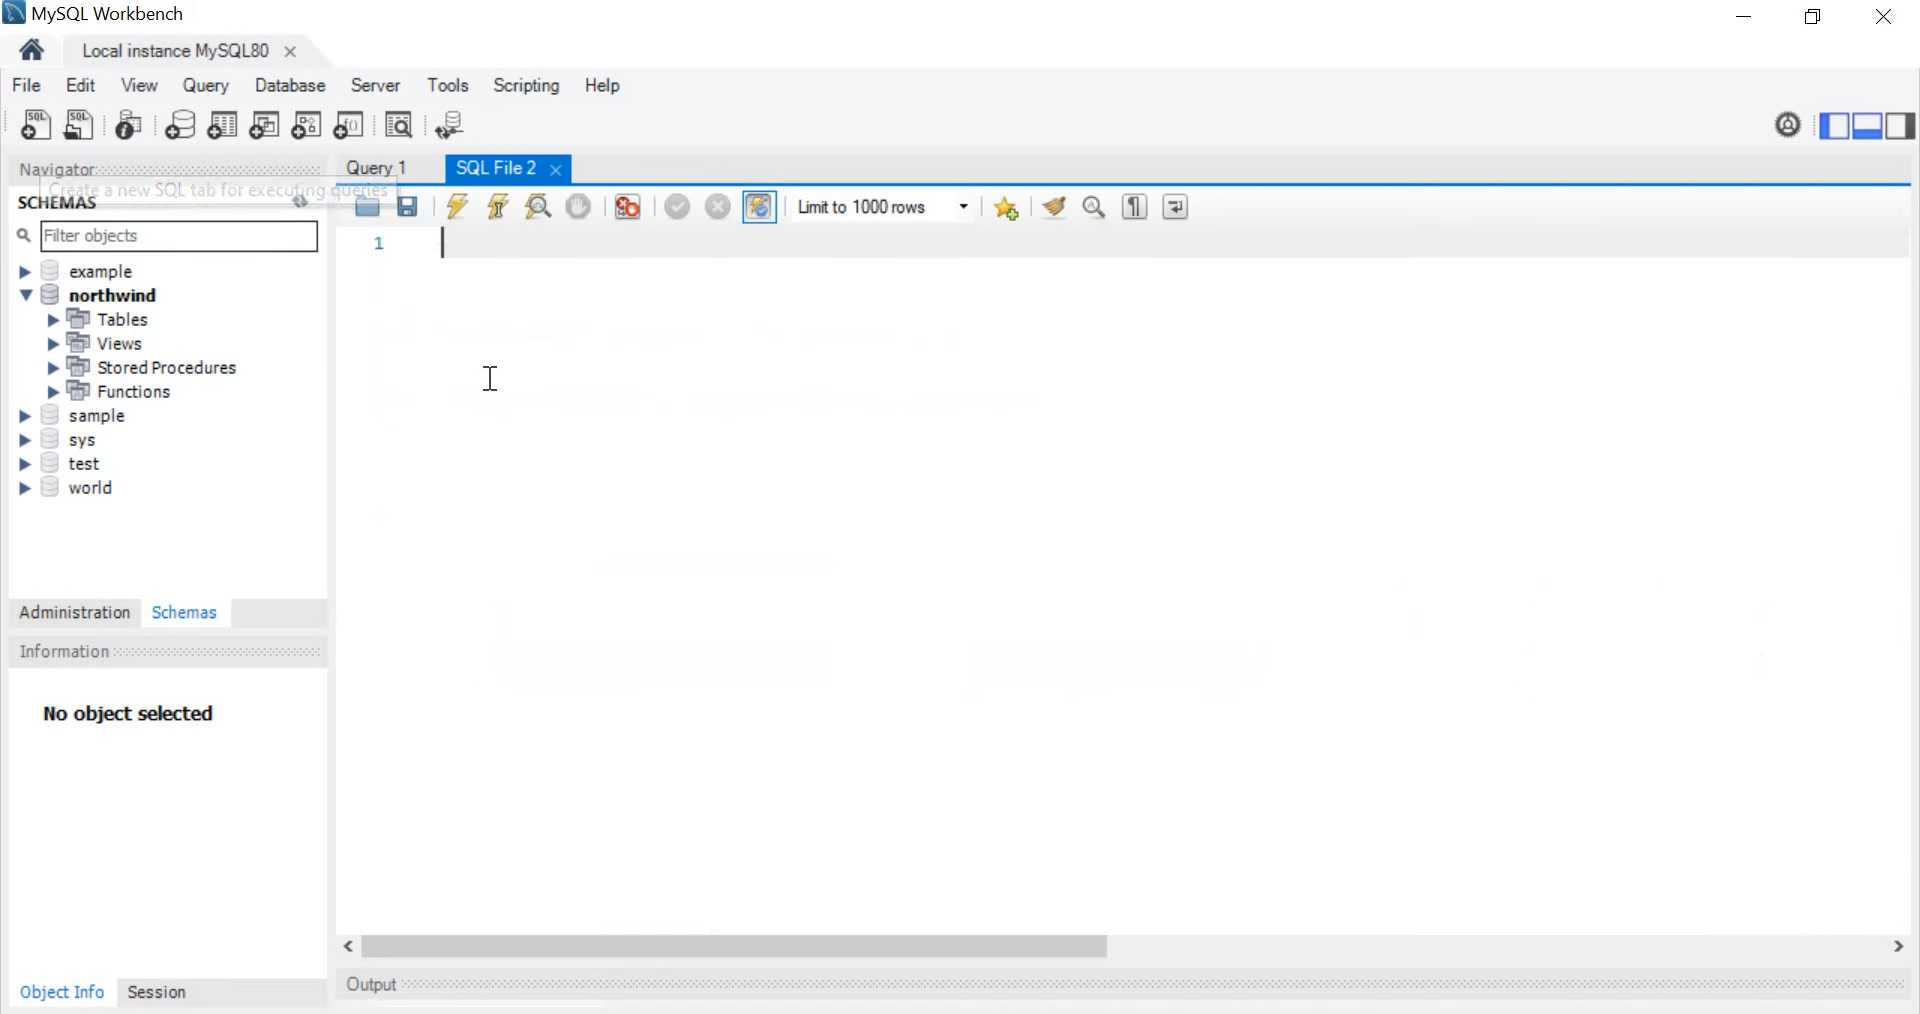 MySQL Workbench
Local instance MySQL80
File Edit View Query Database Server Tools Scripting Help
Navigator
Create a new SQL tab for executing queries
SCHEMAS
Filter objects
example
northwind
Tables
Views
Stored Procedures
Functions
sample
sys
test
world
Administration Schemas
Information
No object selected
Object Info Session
Query 1 SQL File 2
Limit to 1000 rows
1
Output